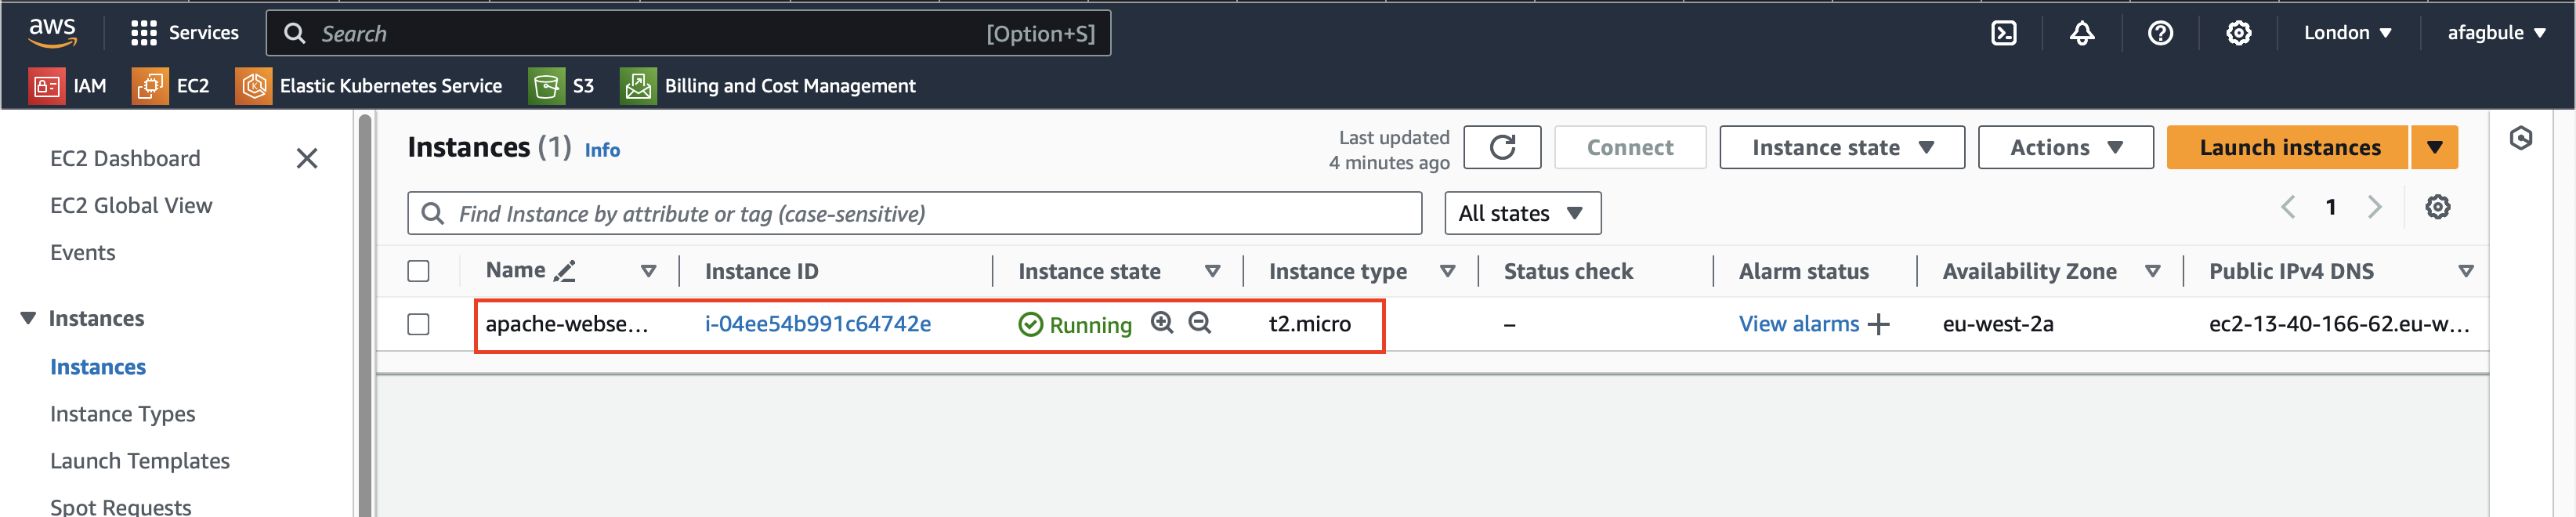 aws Services Search [Option+S] London afagbule
IAM EC2 Elastic Kubernetes Service S3 Billing and Cost Management
EC2 Dashboard
EC2 Global View
Events
Instances
Instances
Instance Types
Launch Templates
Spot Requests
Instances (1) Info
Last updated
4 minutes ago
Connect Instance state Actions Launch instances
Find Instance by attribute or tag (case-sensitive) All states 1
Name Instance ID Instance state Instance type Status check Alarm status Availability Zone Public IPv4 DNS
apache-webse... i-04ee54b991c64742e Running t2.micro – View alarms + eu-west-2a ec2-13-40-166-62.eu-w...